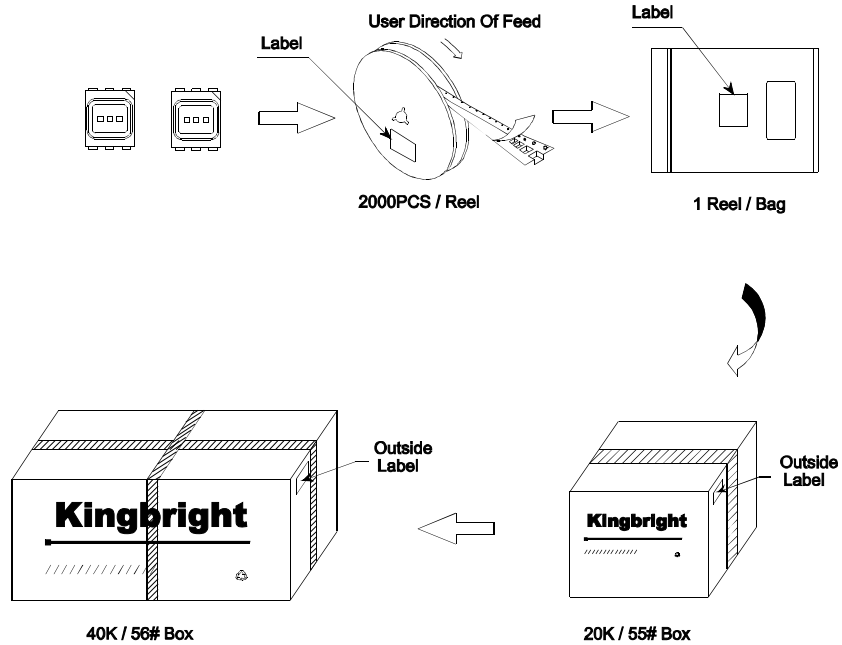 User Direction Of Feed
Label
Label
2000PCS / Reel
1 Reel / Bag
Outside
Label
Outside
Label
Kingbright
Kingbright
40K / 56# Box
20K / 55# Box